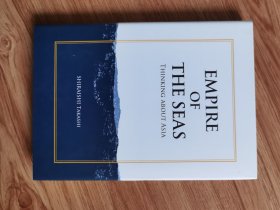 EMPIRE
OF
THE SEAS
THINKING ABOUT ASIA
SHIRAISHI TAKASHI